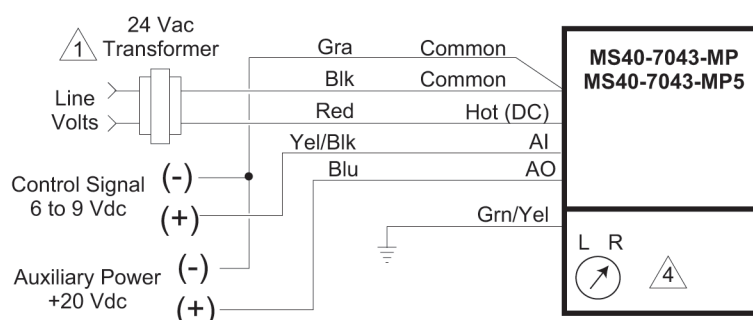 24 Vac
1 Transformer
Line
Volts
Gra Common
Blk Common
Red Hot (DC)
Yel/Blk AI
Blu AO
Grn/Yel
Control Signal (-)
6 to 9 Vdc (+)
Auxiliary Power (-)
+20 Vdc (+)
MS40-7043-MP
MS40-7043-MP5
L R
4